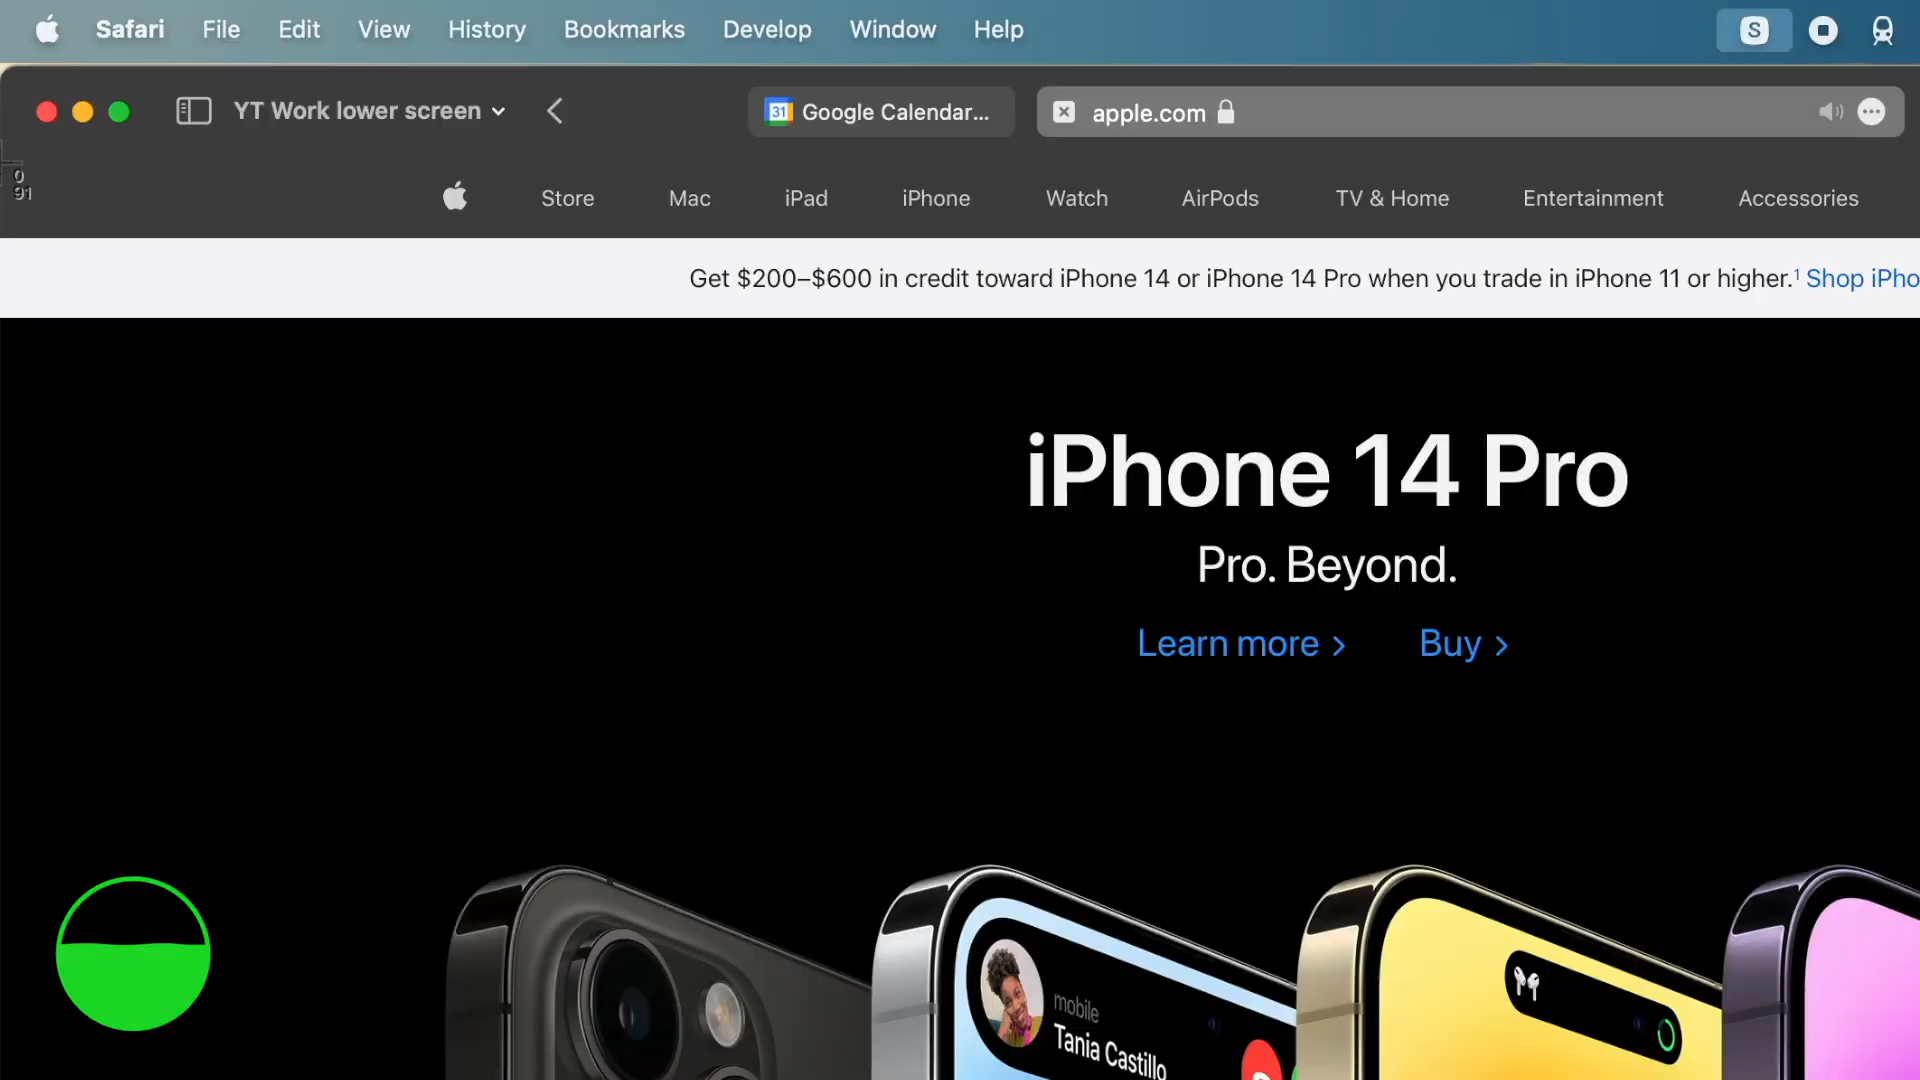 Safari File Edit View History Bookmarks Develop Window Help S
YT Work lower screen 31 Google Calendar... apple.com
0
91
Store Mac iPad iPhone Watch AirPods TV & Home Entertainment Accessories
Get $200–$600 in credit toward iPhone 14 or iPhone 14 Pro when you trade in iPhone 11 or higher.¹ Shop iPho
iPhone 14 Pro
Pro. Beyond.
Learn more > Buy >
mobile
Tania Castillo